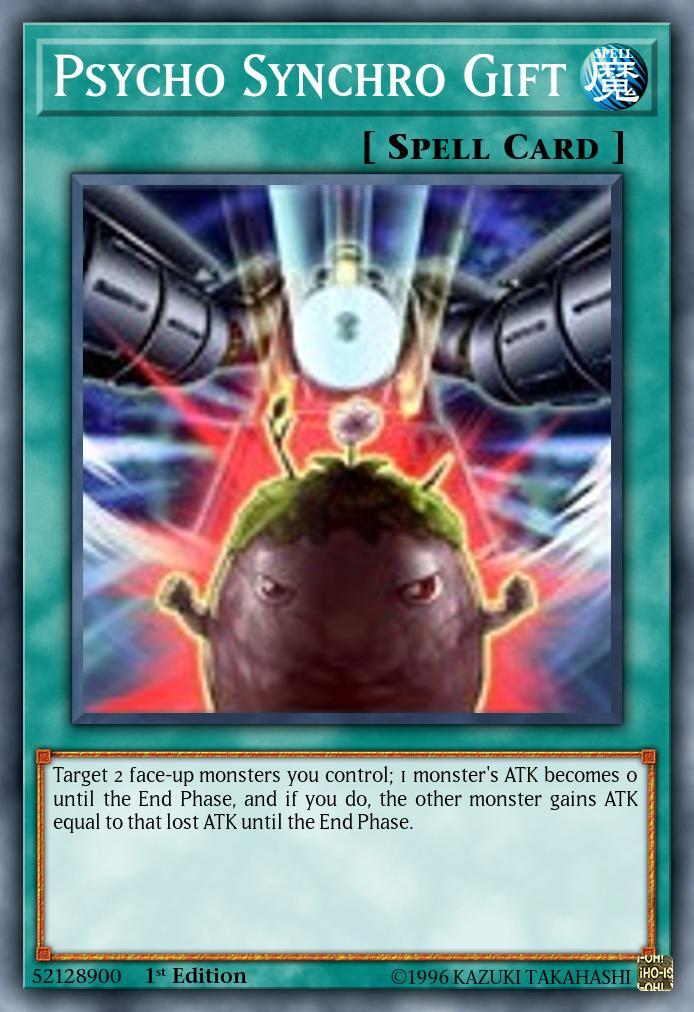 Psycho Synchro Gift
SPELL
魔
[ Spell Card ]
Target 2 face-up monsters you control; 1 monster's ATK becomes 0
until the End Phase, and if you do, the other monster gains ATK
equal to that lost ATK until the End Phase.
52128900 1st Edition ©1996 KAZUKI TAKAHASHI